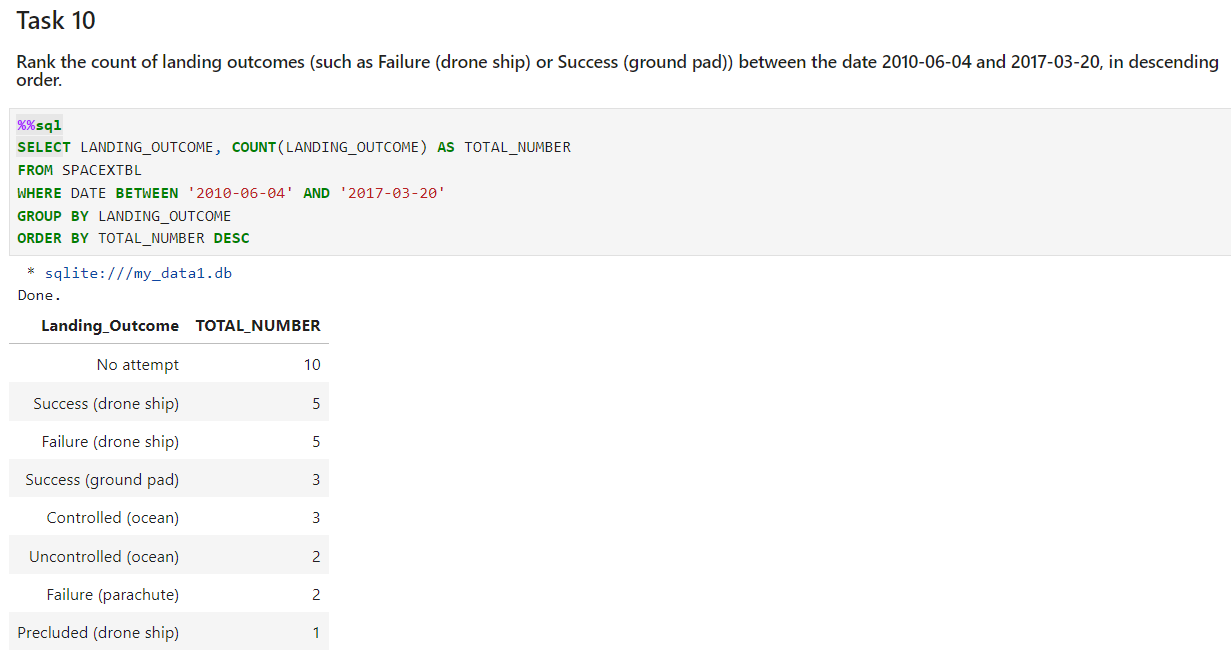 Task 10
Rank the count of landing outcomes (such as Failure (drone ship) or Success (ground pad)) between the date 2010-06-04 and 2017-03-20, in descending
order.
%%sql
SELECT LANDING_OUTCOME, COUNT(LANDING_OUTCOME) AS TOTAL_NUMBER
FROM SPACEXTBL
WHERE DATE BETWEEN '2010-06-04' AND '2017-03-20'
GROUP BY LANDING_OUTCOME
ORDER BY TOTAL_NUMBER DESC
* sqlite:///my_data1.db
Done.
Landing_Outcome TOTAL_NUMBER
No attempt 10
Success (drone ship) 5
Failure (drone ship) 5
Success (ground pad) 3
Controlled (ocean) 3
Uncontrolled (ocean) 2
Failure (parachute) 2
Precluded (drone ship) 1